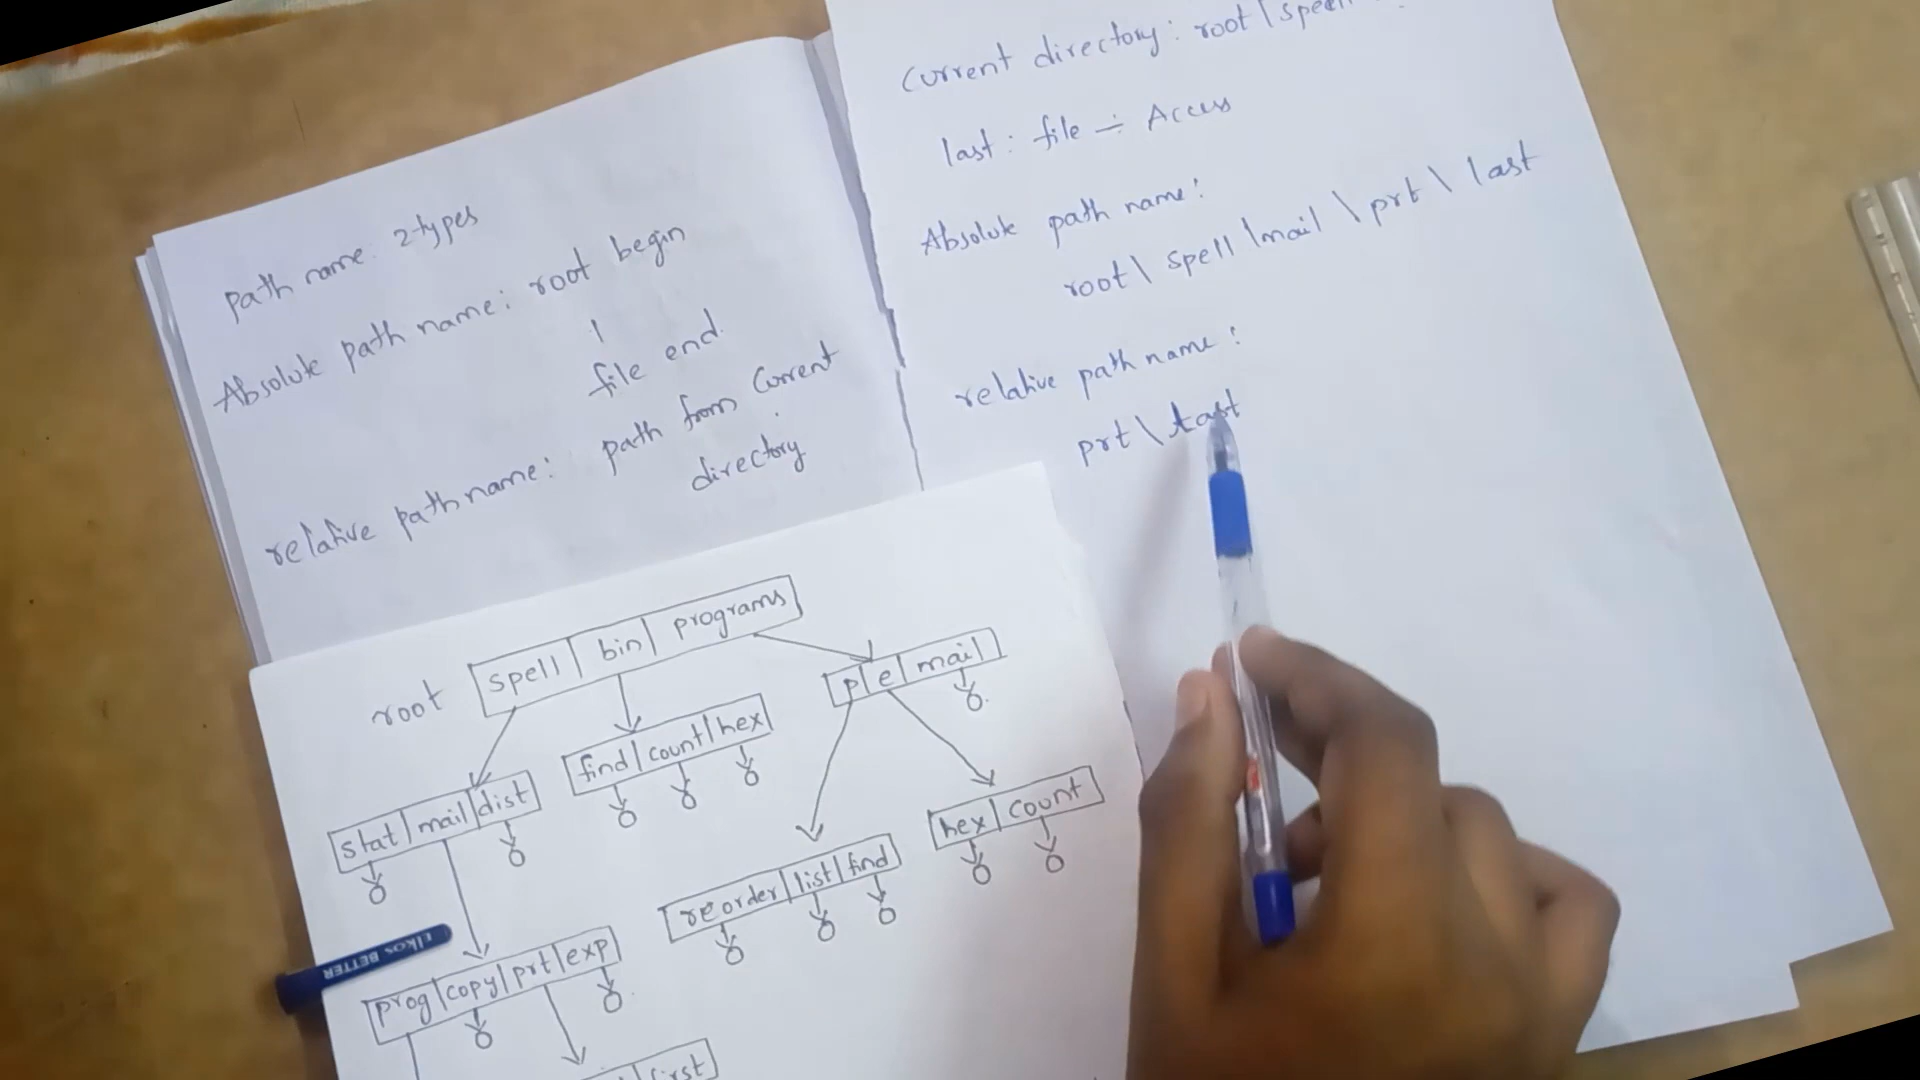 path name: 2 types
Absolute path name: root begin
|
file end.
relative path name: path from Current
directory
Current directory: root \ spell
last: file ÷ Access
Absolute path name:
root \ spell \ mail \ prt \ last
relative path name:
prt \ last
root
spell | bin | programs
p | e | mail
find | count | hex
stat | mail | dist
hex | count
reorder | list | find
prog | copy | prt | exp
first
elkos BETTER